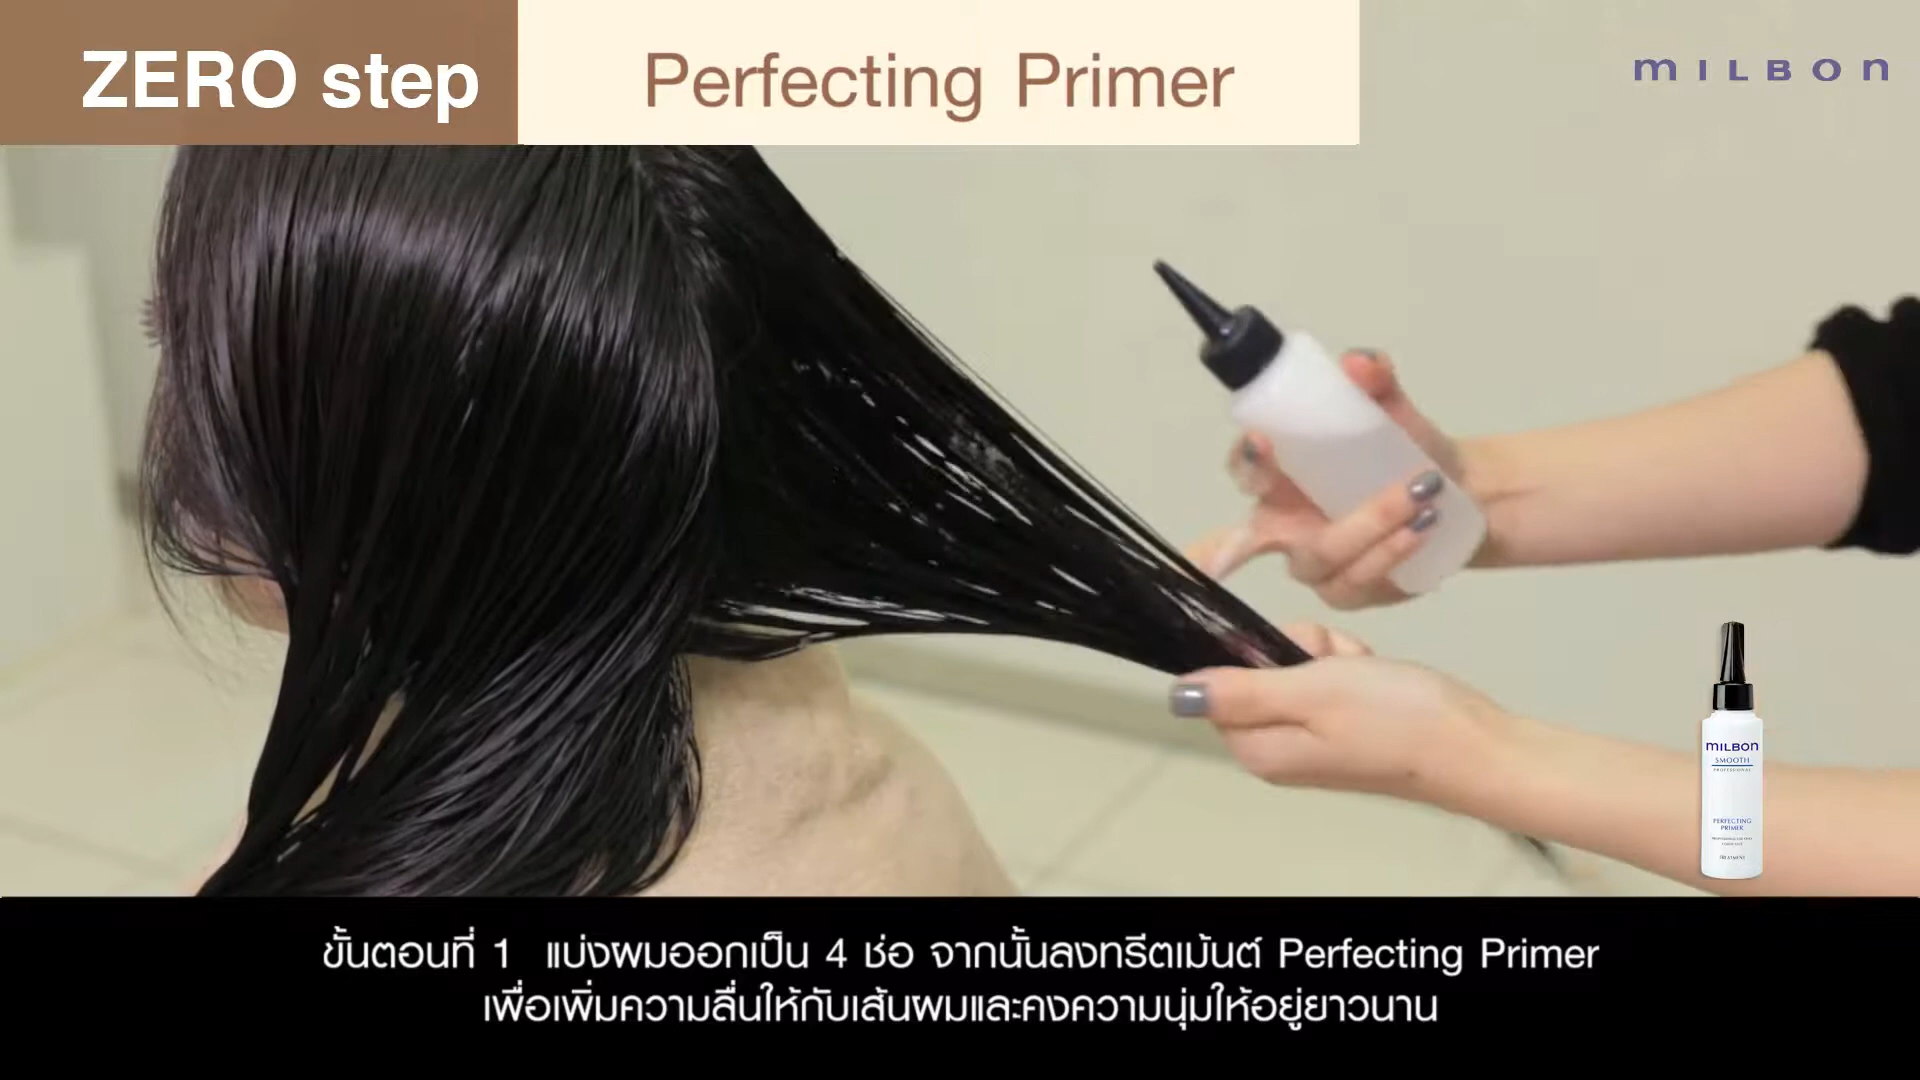 ZERO step
Perfecting Primer
MILBON
MILBON
SMOOTH
PROFESSIONAL
PERFECTING
PRIMER
TREATMENT
ขั้นตอนที่ 1 แบ่งผมออกเป็น 4 ช่อ จากนั้นลงทรีตเม้นต์ Perfecting Primer
เพื่อเพิ่มความลื่นให้กับเส้นผมและคงความนุ่มให้อยู่ยาวนาน